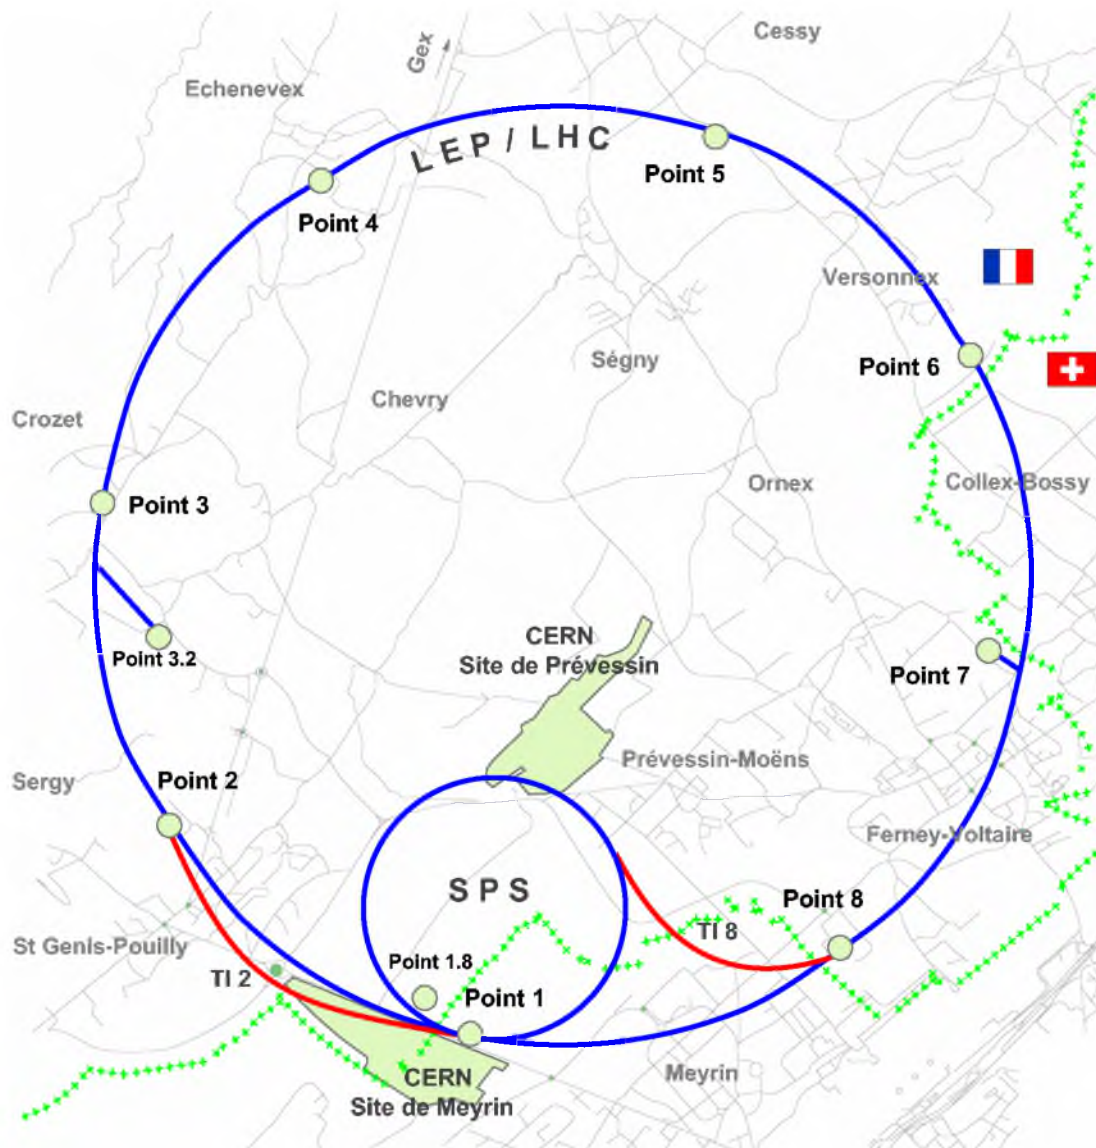 Cessy
Gex
Echenevex
LEP / LHC
Point 5
Point 4
Versonnex
Ségny
Point 6
Chevry
Crozet
Ornex
Collex-Bossy
Point 3
CERN
Site de Prévessin
Point 3.2
Point 7
Prévessin-Moëns
Sergy
Point 2
Ferney-Voltaire
SPS
Point 8
TI 8
St Genis-Pouilly
Point 1.8
TI 2
Point 1
Meyrin
CERN
Site de Meyrin